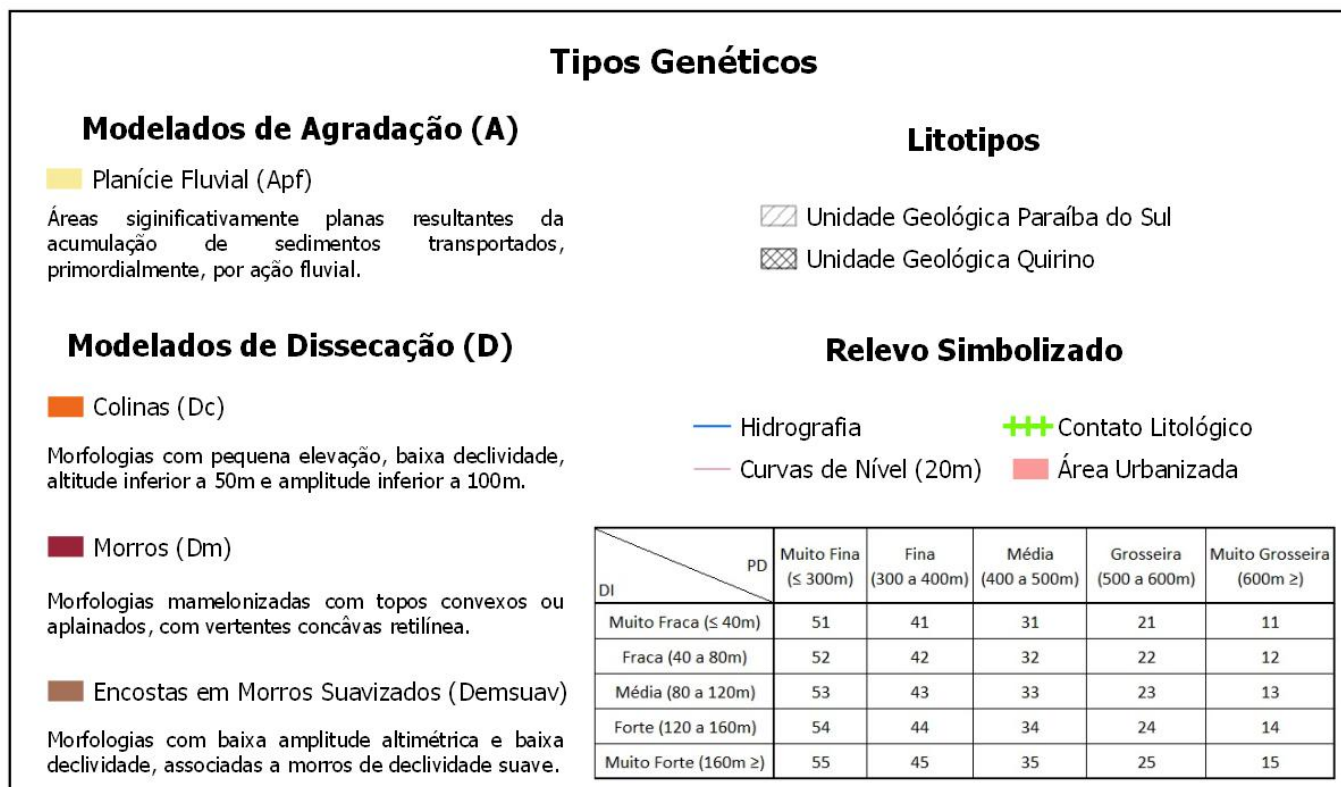 Tipos Genéticos
Modelados de Agradação (A)
Planície Fluvial (Apf)
Áreas siginificativamente planas resultantes da
acumulação de sedimentos transportados,
primordialmente, por ação fluvial.
Modelados de Dissecação (D)
Colinas (Dc)
Morfologias com pequena elevação, baixa declividade,
altitude inferior a 50m e amplitude inferior a 100m.
Morros (Dm)
Morfologias mamelonizadas com topos convexos ou
aplainados, com vertentes concâvas retilínea.
Encostas em Morros Suavizados (Demsuav)
Morfologias com baixa amplitude altimétrica e baixa
declividade, associadas a morros de declividade suave.
Litotipos
Unidade Geológica Paraíba do Sul
Unidade Geológica Quirino
Relevo Simbolizado
Hidrografia
Contato Litológico
Curvas de Nível (20m)
Área Urbanizada
DI PD Muito Fina Fina Média Grosseira Muito Grosseira
(≤ 300m) (300 a 400m) (400 a 500m) (500 a 600m) (600m ≥)
Muito Fraca (≤ 40m) 51 41 31 21 11
Fraca (40 a 80m) 52 42 32 22 12
Média (80 a 120m) 53 43 33 23 13
Forte (120 a 160m) 54 44 34 24 14
Muito Forte (160m ≥) 55 45 35 25 15